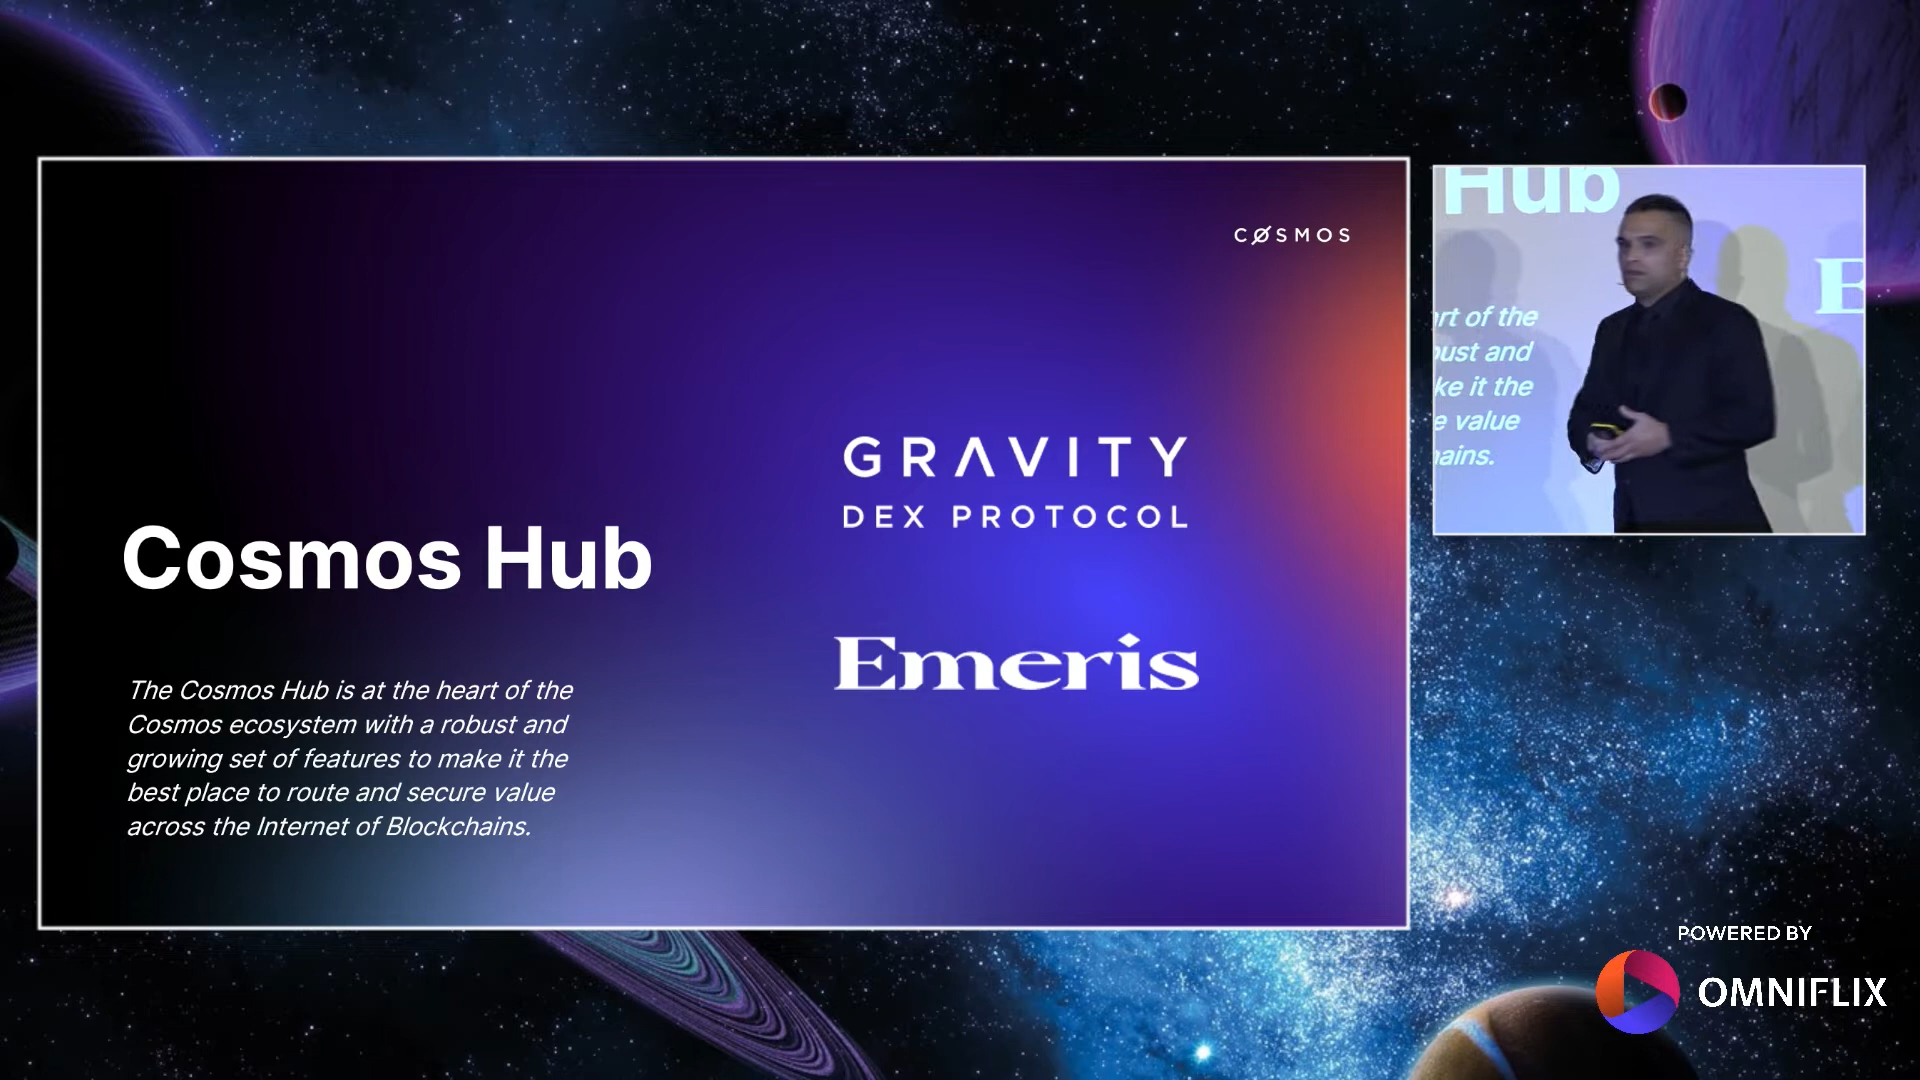 CØSMOS
GRAVITY
DEX PROTOCOL
Emeris
Cosmos Hub
The Cosmos Hub is at the heart of the
Cosmos ecosystem with a robust and
growing set of features to make it the
best place to route and secure value
across the Internet of Blockchains.
Hub
E
rt of the
ust and
ke it the
e value
ains.
POWERED BY
OMNIFLIX